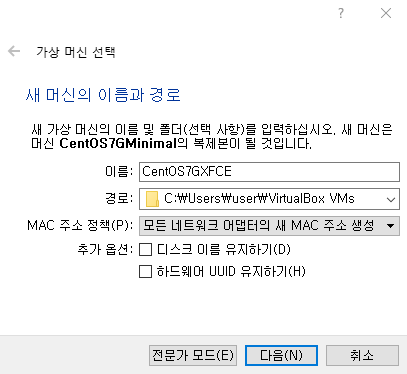 ?
가상 머신 선택
새 머신의 이름과 경로
새 가상 머신의 이름 및 폴더(선택 사항)를 입력하십시오. 새 머신은
머신 CentOS7GMinimal의 복제본이 될 것입니다.
이름: CentOS7GXFCE
경로: C:₩Users₩user₩VirtualBox VMs
MAC 주소 정책(P): 모든 네트워크 어댑터의 새 MAC 주소 생성
추가 옵션: 디스크 이름 유지하기(D)
하드웨어 UUID 유지하기(H)
전문가 모드(E) 다음(N) 취소